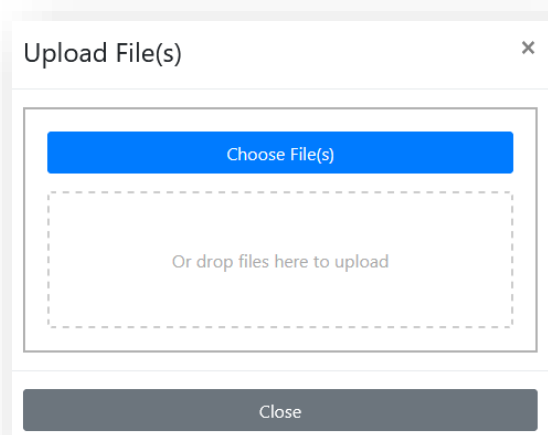 Upload File(s)
×
Choose File(s)
Or drop files here to upload
Close